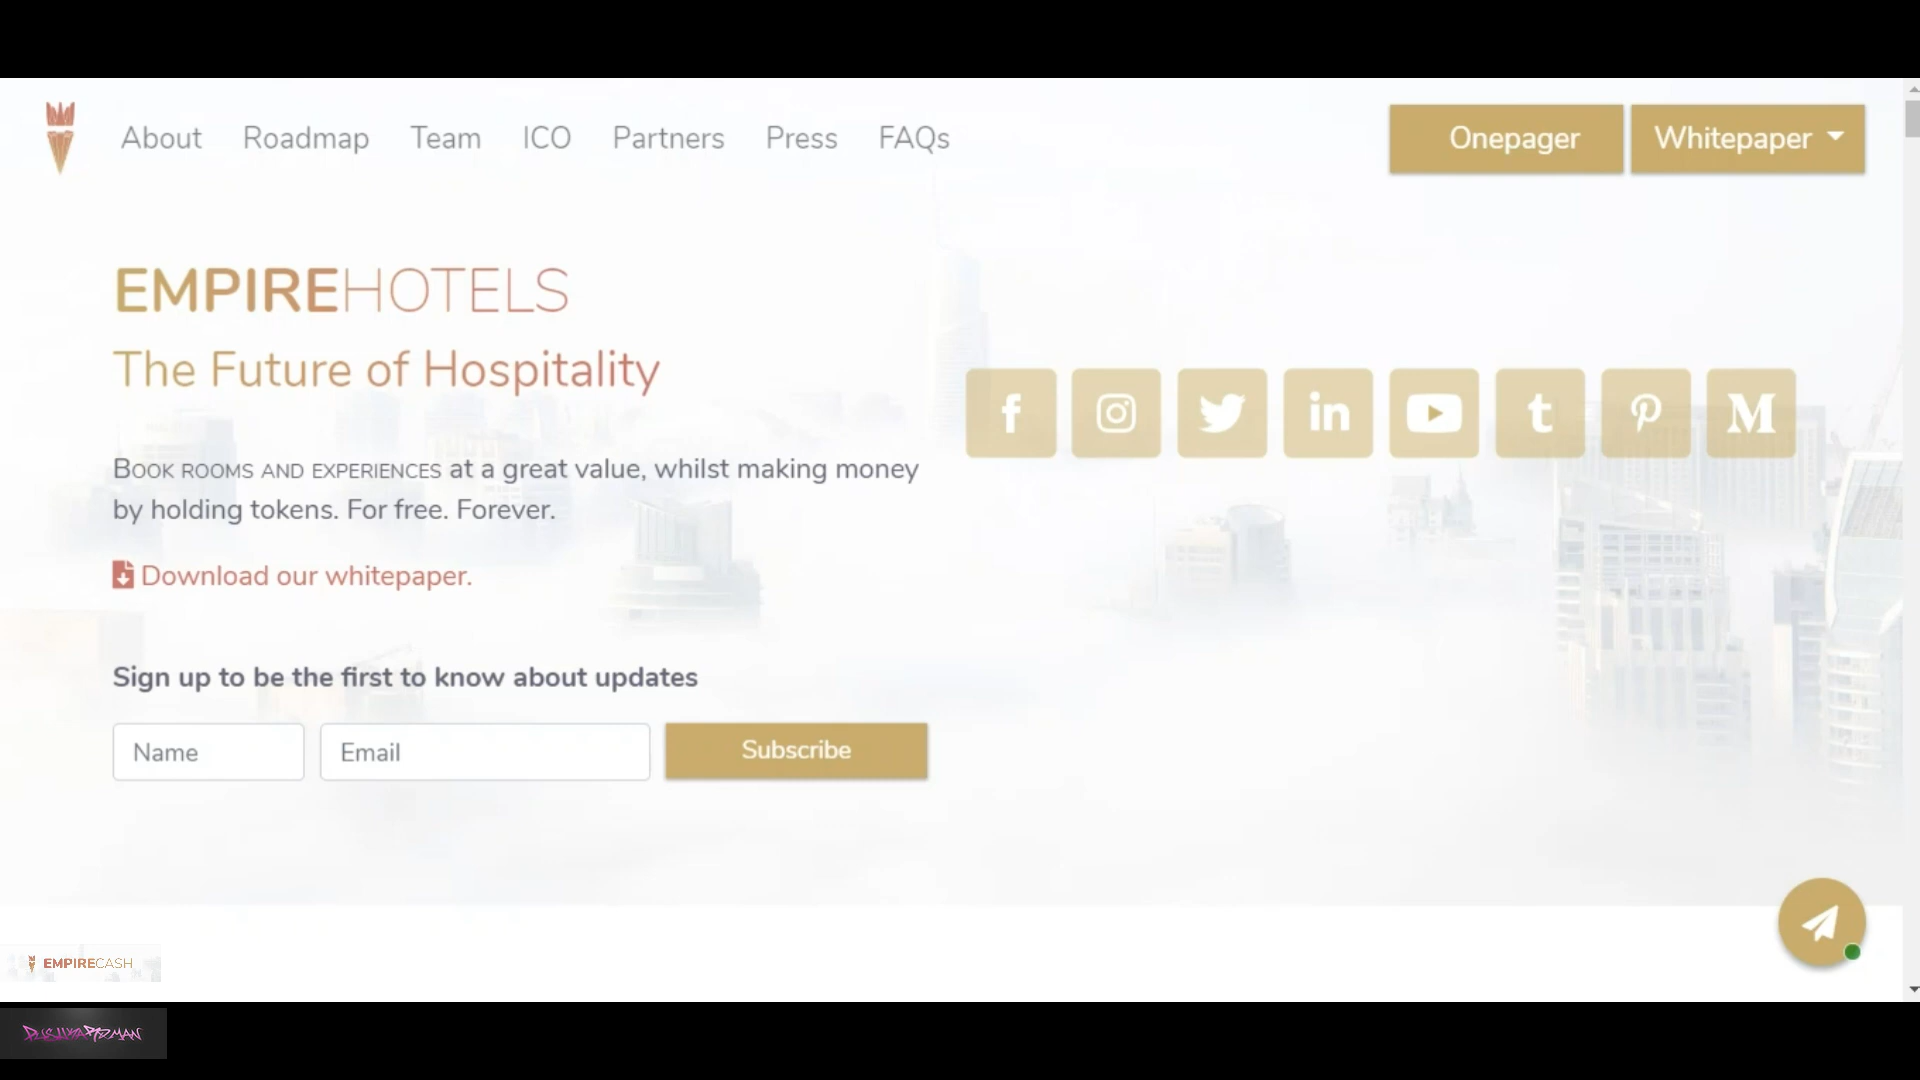 About Roadmap Team ICO Partners Press FAQs Onepager Whitepaper
EMPIREHOTELS
The Future of Hospitality
BOOK ROOMS AND EXPERIENCES at a great value, whilst making money
by holding tokens. For free. Forever.
Download our whitepaper.
Sign up to be the first to know about updates
Name Email Subscribe
EMPIRECASH